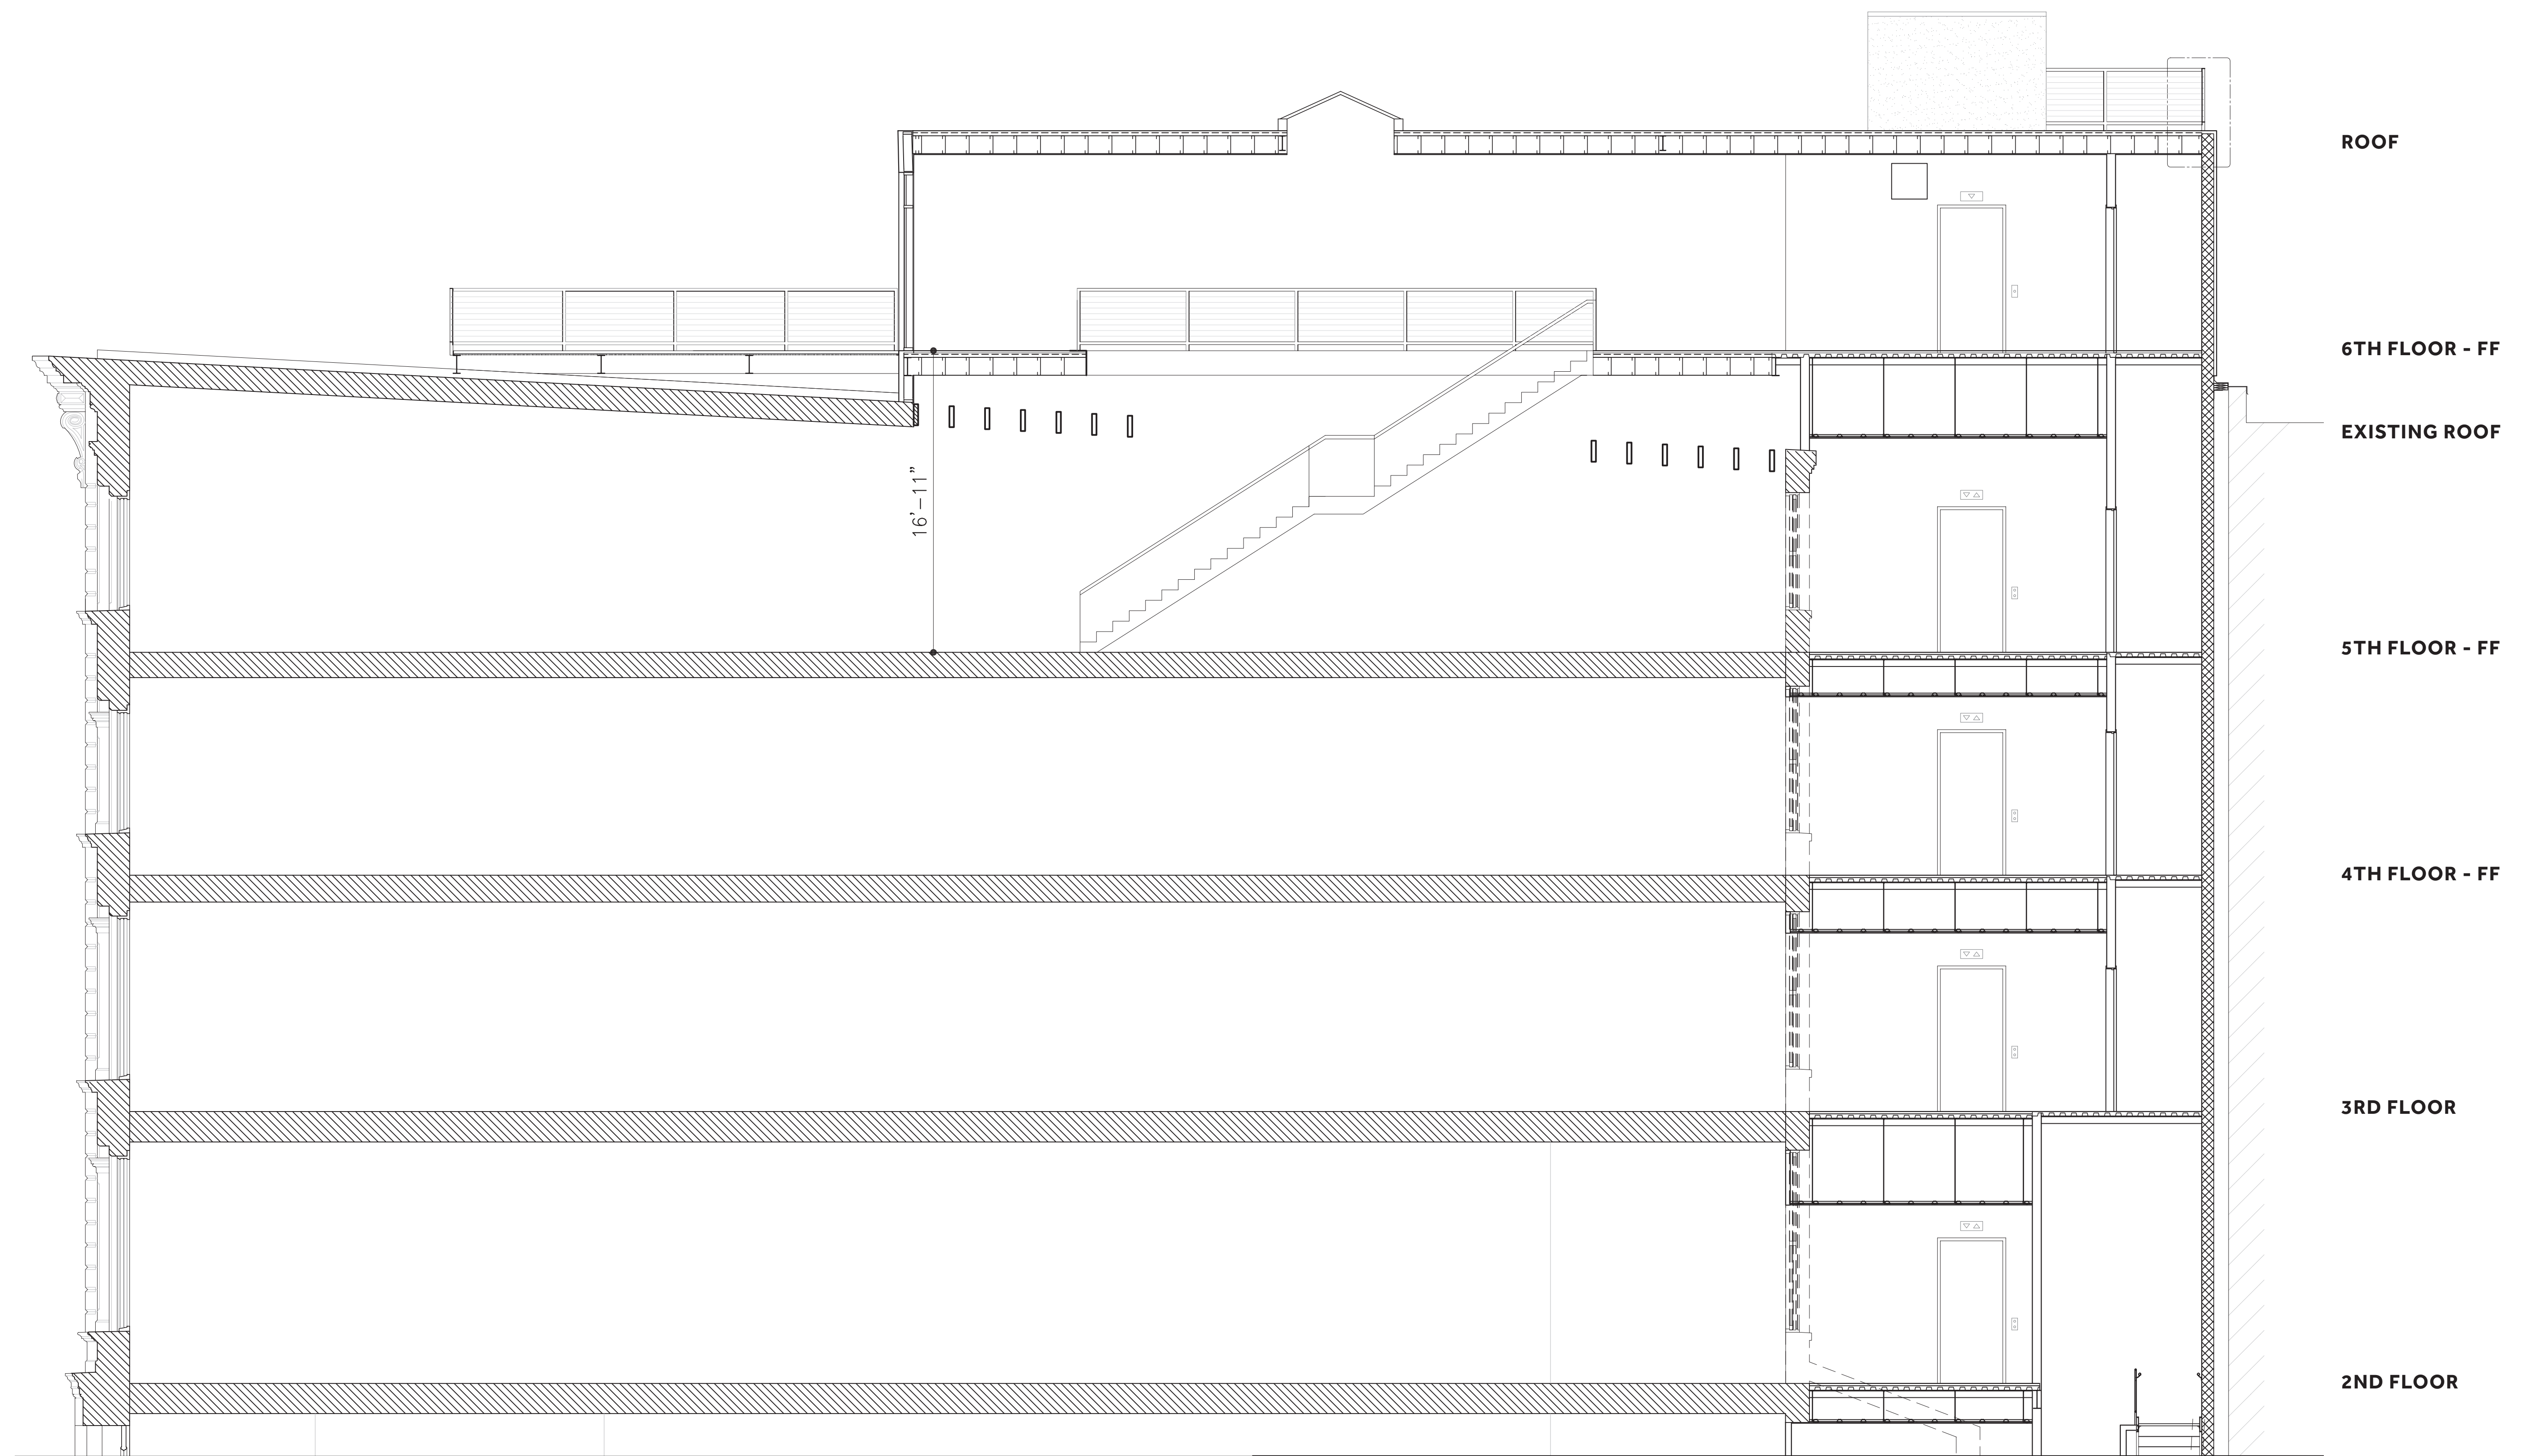 ROOF
6TH FLOOR - FF
EXISTING ROOF
16'-11"
5TH FLOOR - FF
4TH FLOOR - FF
3RD FLOOR
2ND FLOOR